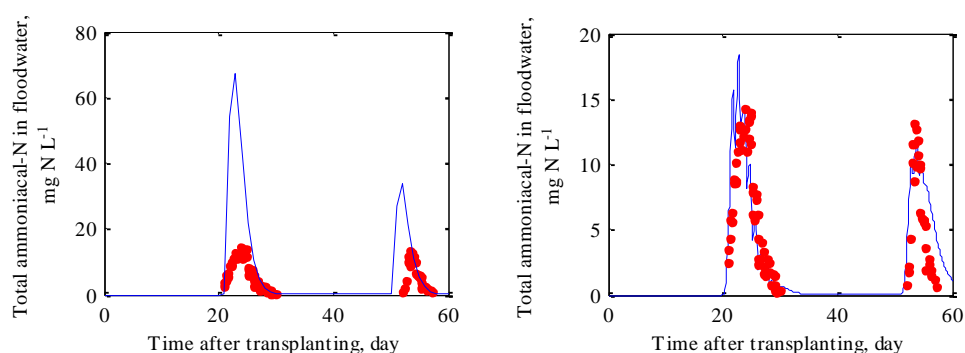 Total ammoniacal-N in floodwater,
mg N L-1
80
60
40
20
0
0 20 40 60
Time after transplanting, day
Total ammoniacal-N in floodwater,
mg N L-1
20
15
10
5
0
0 20 40 60
Time after transplanting, day